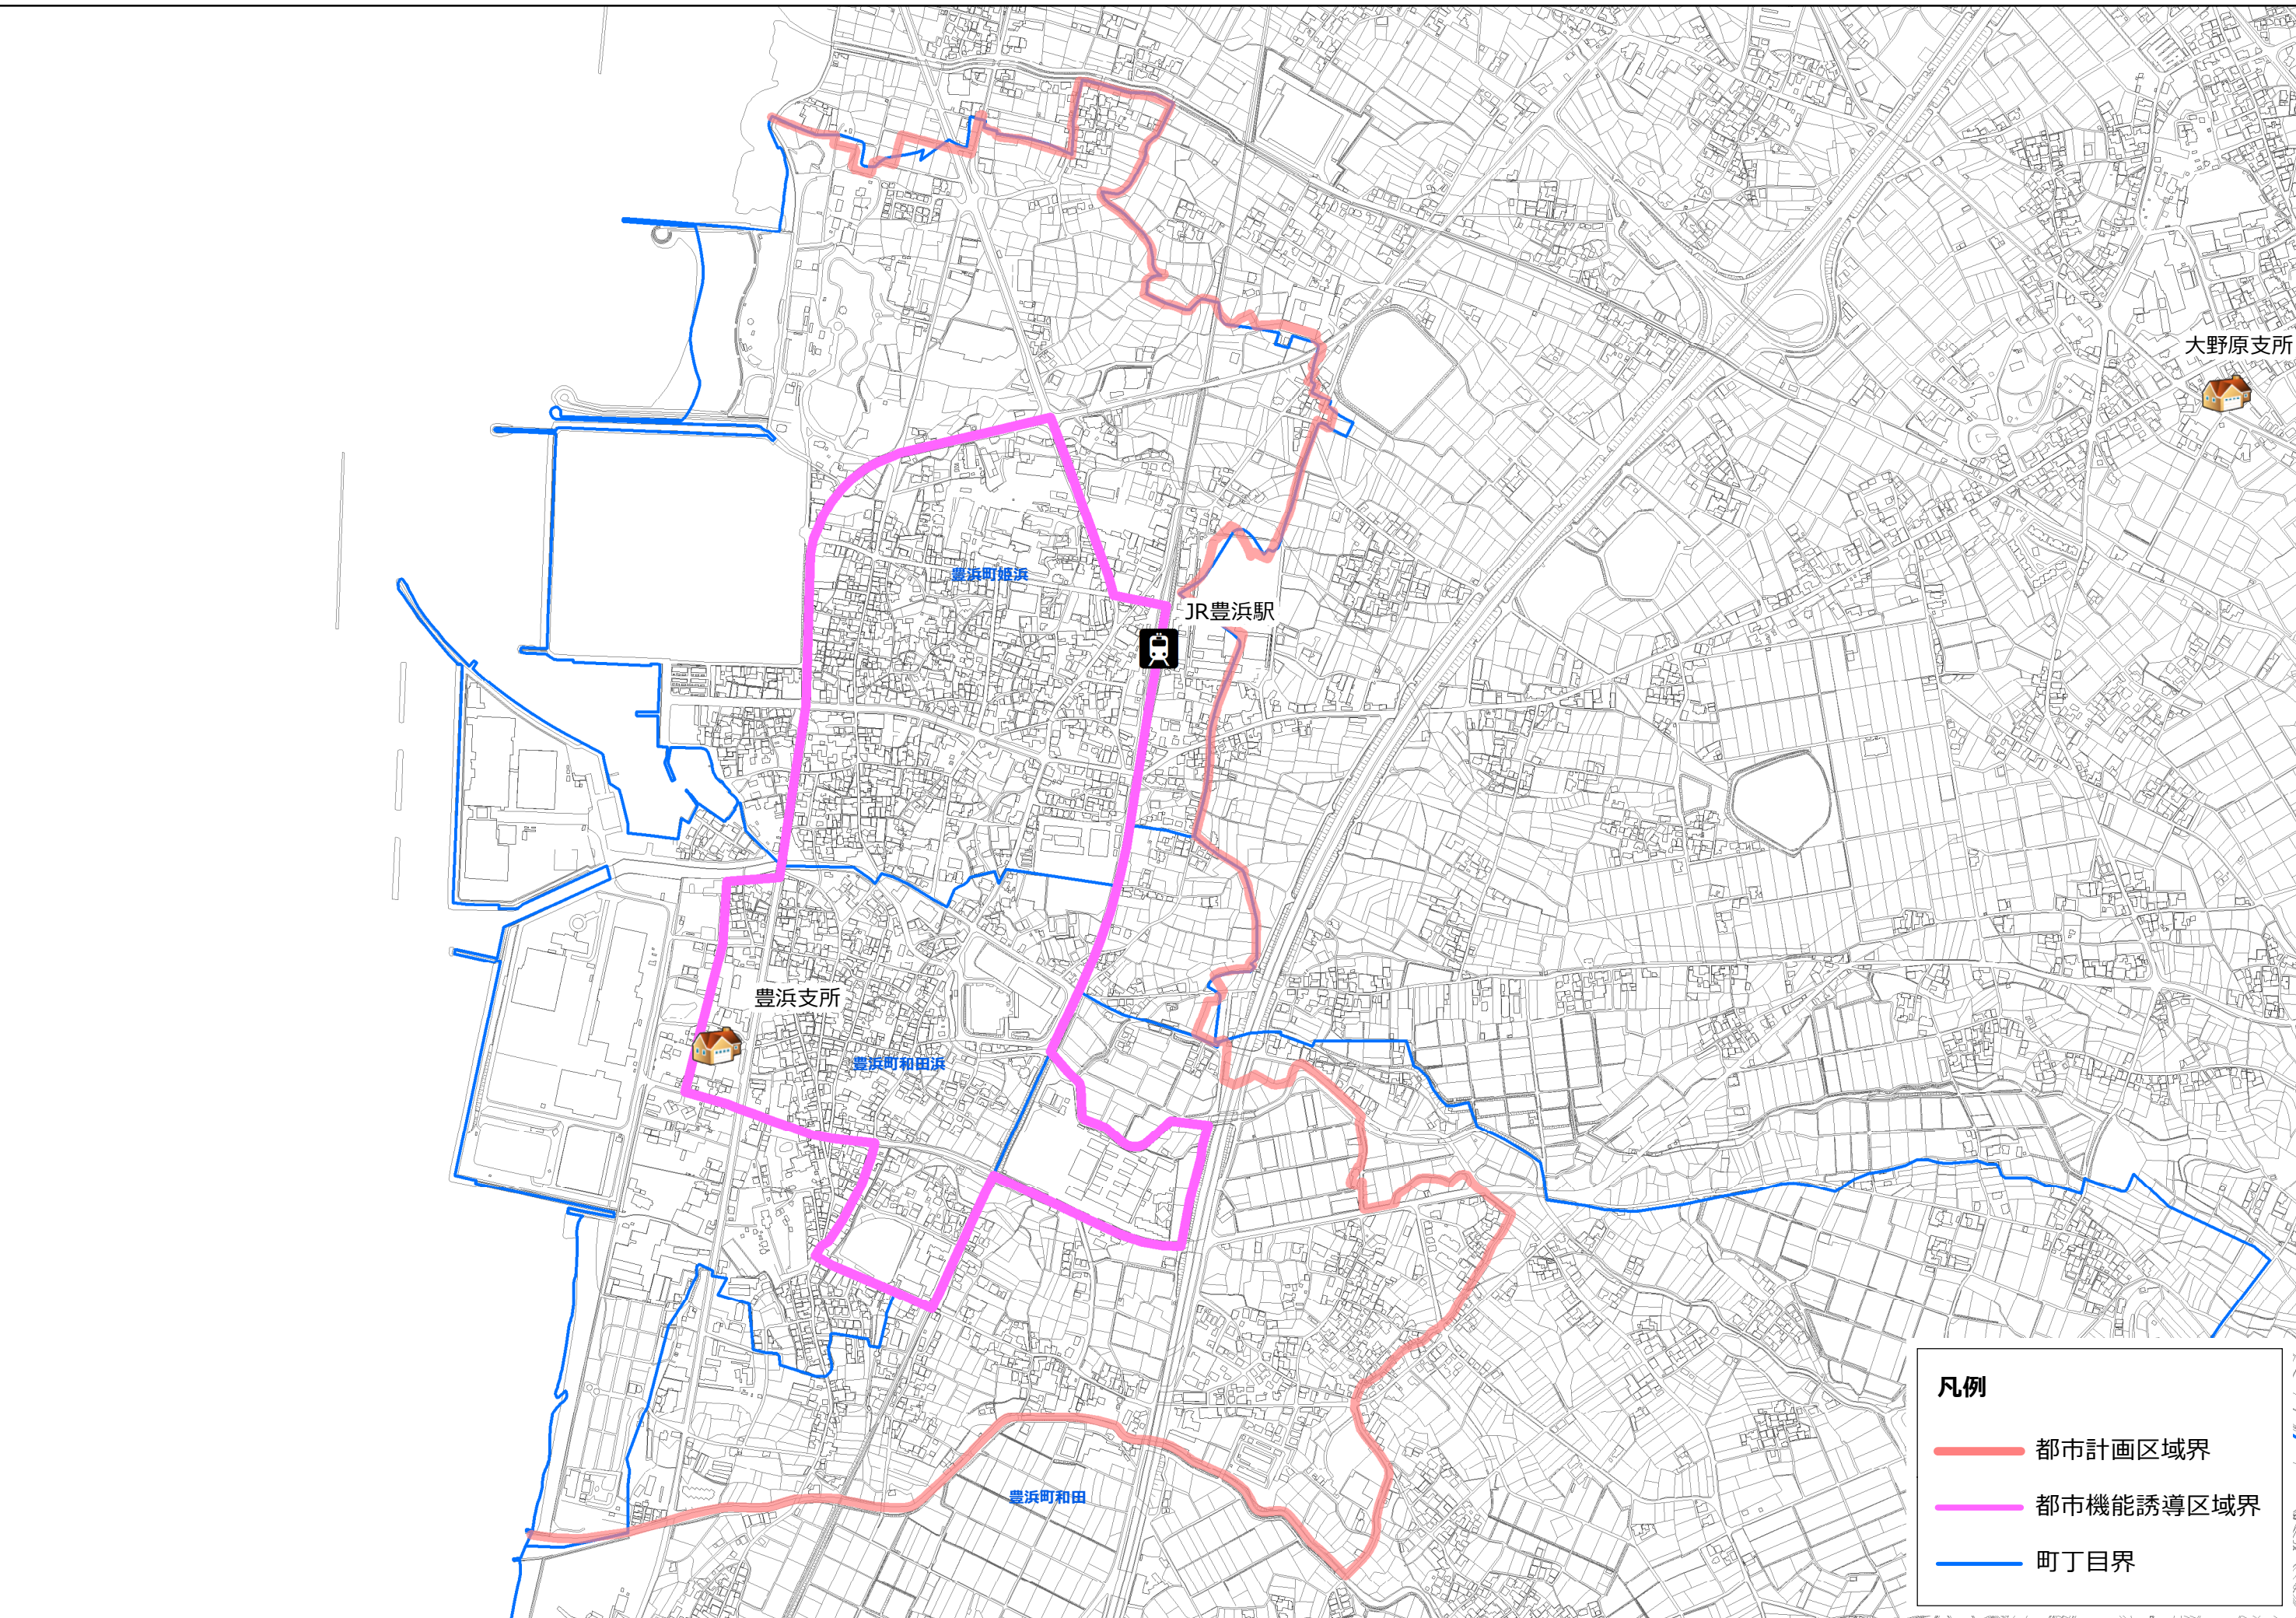 大野原支所
豊浜町姫浜
JR豊浜駅
豊浜支所
豊浜町和田浜
豊浜町和田
凡例
都市計画区域界
都市機能誘導区域界
町丁目界